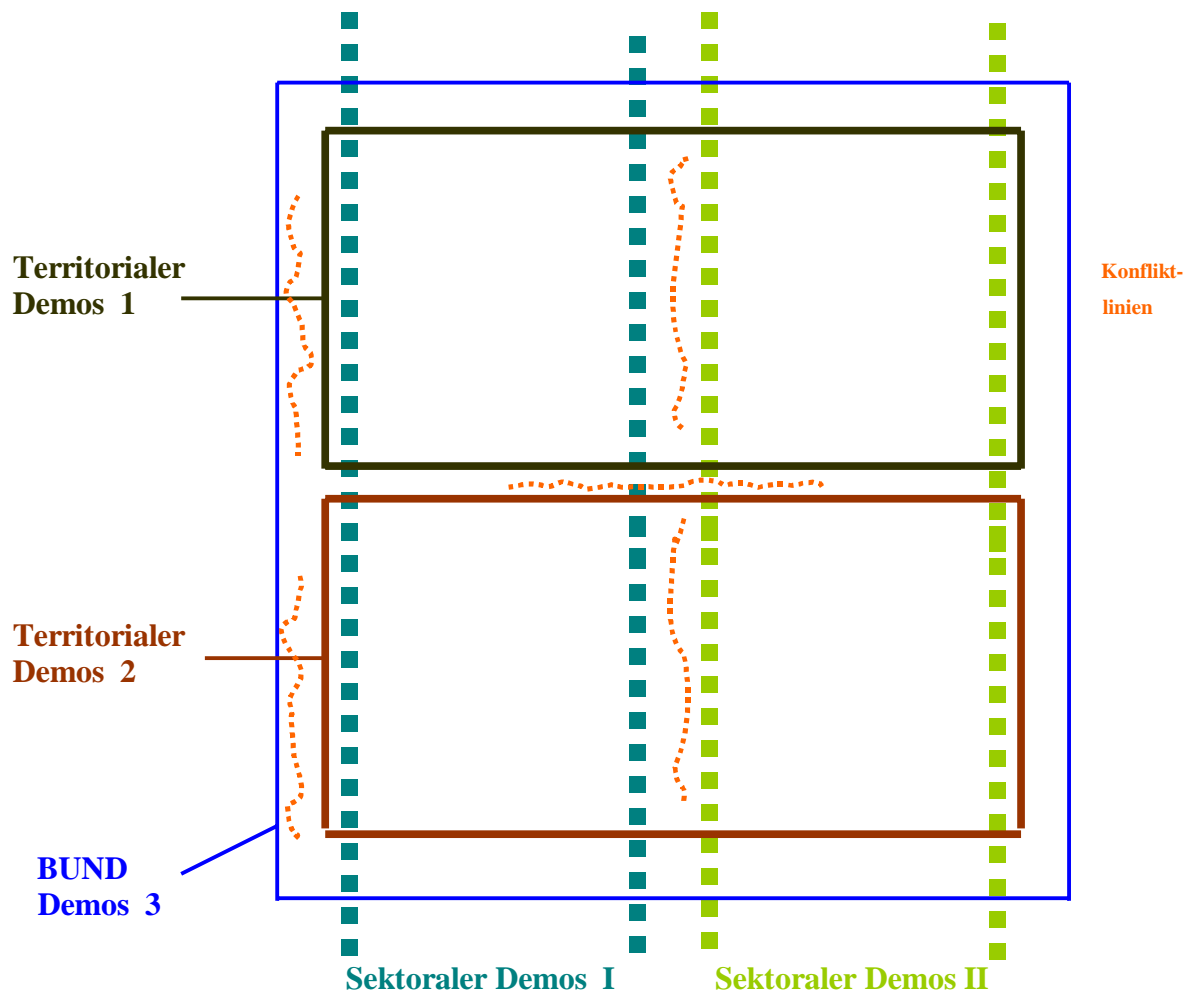 Territorialer
Demos 1
Konflikt-
linien
Territorialer
Demos 2
BUND
Demos 3
Sektoraler Demos I
Sektoraler Demos II